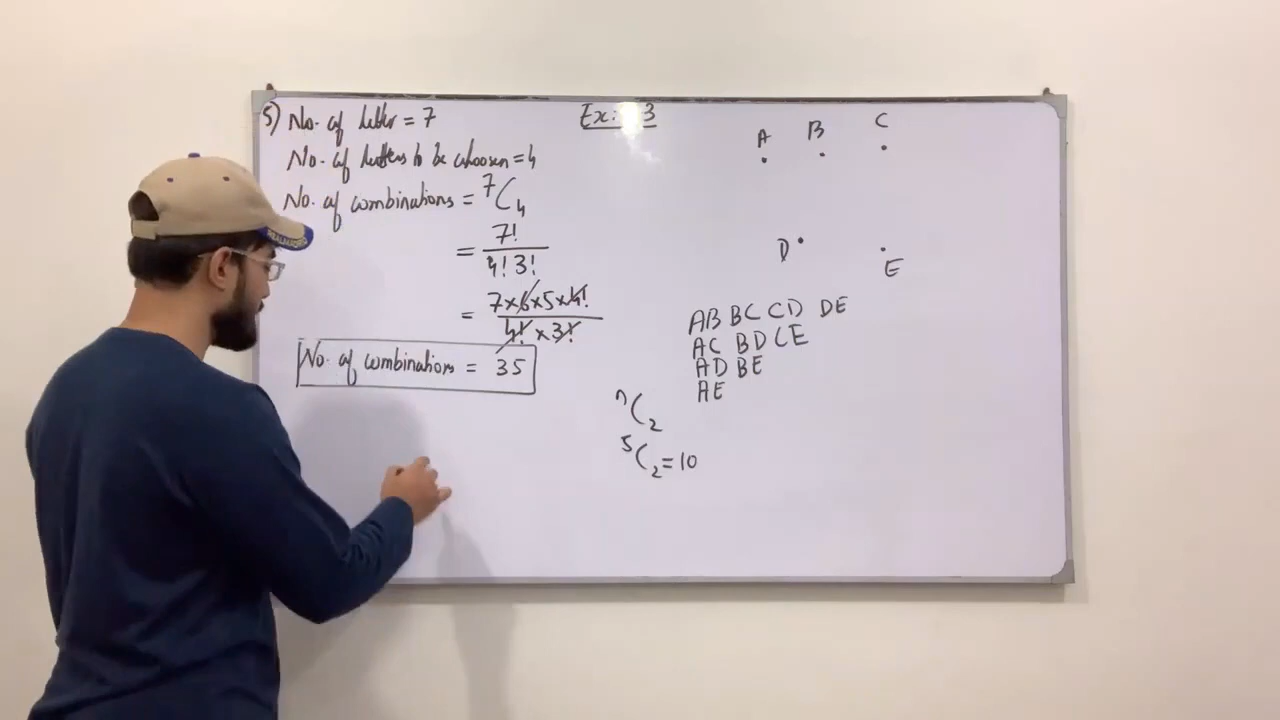 5) No. of letter = 7
No. of letters to be choosen = 4
No. of combinations = ⁷C₄
= 7! / 4! 3!
= 7×6×5×4! / 4! × 3!
No. of combinations = 35
Ex: 3
A B C
D E
AB BC CD DE
AC BD CE
AD BE
AE
ⁿC₂
⁵C₂ = 10